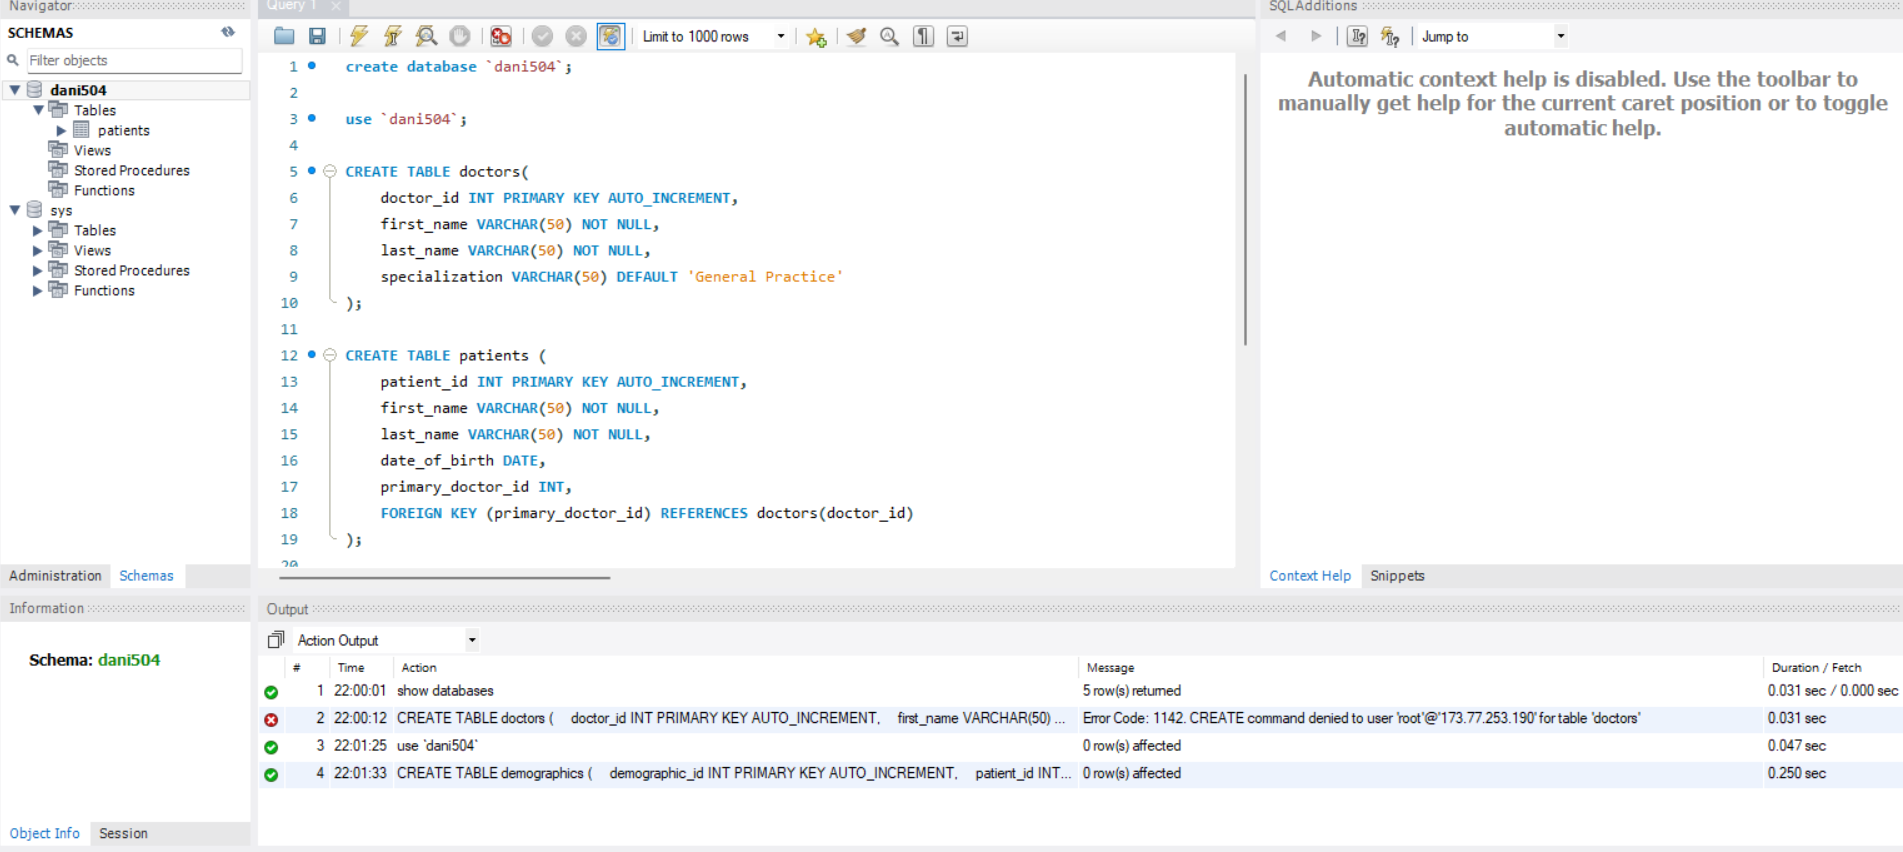 Navigator
SCHEMAS
Filter objects
dani504
Tables
patients
Views
Stored Procedures
Functions
sys
Tables
Views
Stored Procedures
Functions
Administration Schemas
Information
Schema: dani504
Object Info Session
Query 1
Limit to 1000 rows
1 create database `dani504`;
2
3 use `dani504`;
4
5 CREATE TABLE doctors(
6 doctor_id INT PRIMARY KEY AUTO_INCREMENT,
7 first_name VARCHAR(50) NOT NULL,
8 last_name VARCHAR(50) NOT NULL,
9 specialization VARCHAR(50) DEFAULT 'General Practice'
10 );
11
12 CREATE TABLE patients (
13 patient_id INT PRIMARY KEY AUTO_INCREMENT,
14 first_name VARCHAR(50) NOT NULL,
15 last_name VARCHAR(50) NOT NULL,
16 date_of_birth DATE,
17 primary_doctor_id INT,
18 FOREIGN KEY (primary_doctor_id) REFERENCES doctors(doctor_id)
19 );
20
SQLAdditions
Jump to
Automatic context help is disabled. Use the toolbar to
manually get help for the current caret position or to toggle
automatic help.
Context Help Snippets
Output
Action Output
# Time Action Message Duration / Fetch
1 22:00:01 show databases 5 row(s) returned 0.031 sec / 0.000 sec
2 22:00:12 CREATE TABLE doctors ( doctor_id INT PRIMARY KEY AUTO_INCREMENT, first_name VARCHAR(50) ... Error Code: 1142. CREATE command denied to user 'root'@'173.77.253.190' for table 'doctors' 0.031 sec
3 22:01:25 use `dani504` 0 row(s) affected 0.047 sec
4 22:01:33 CREATE TABLE demographics ( demographic_id INT PRIMARY KEY AUTO_INCREMENT, patient_id INT... 0 row(s) affected 0.250 sec